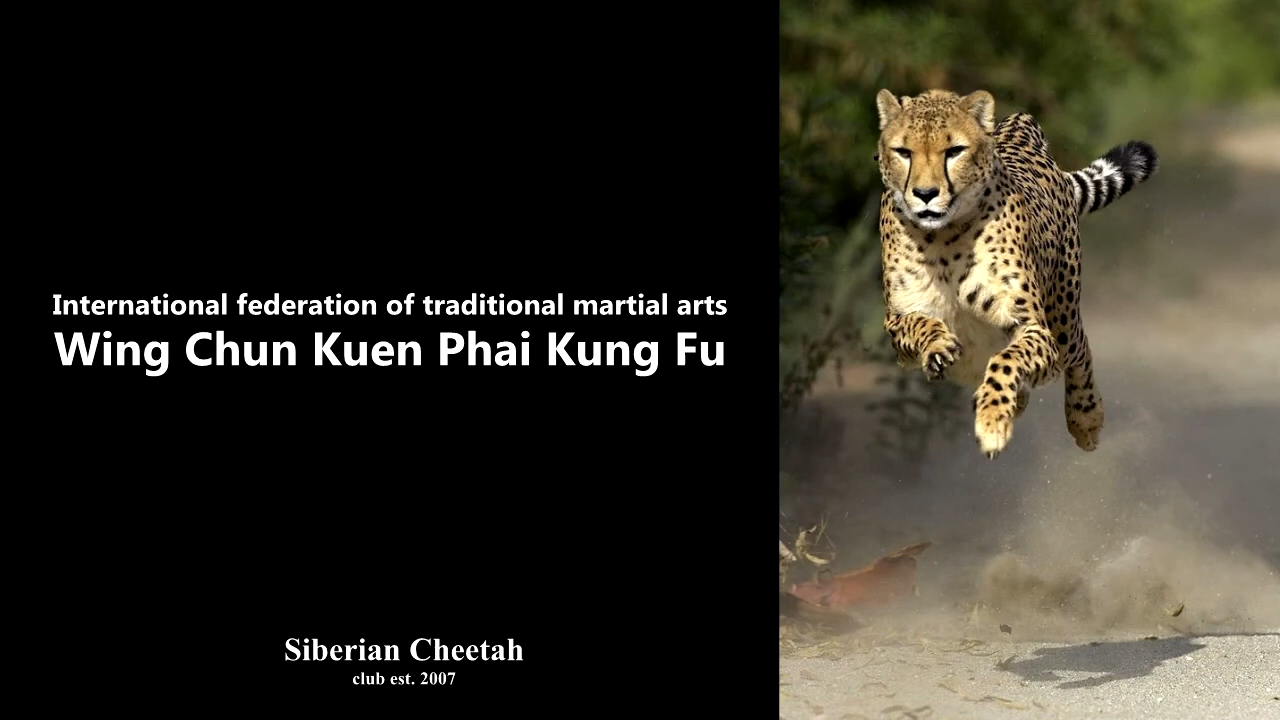 International federation of traditional martial arts
Wing Chun Kuen Phai Kung Fu
Siberian Cheetah
club est. 2007